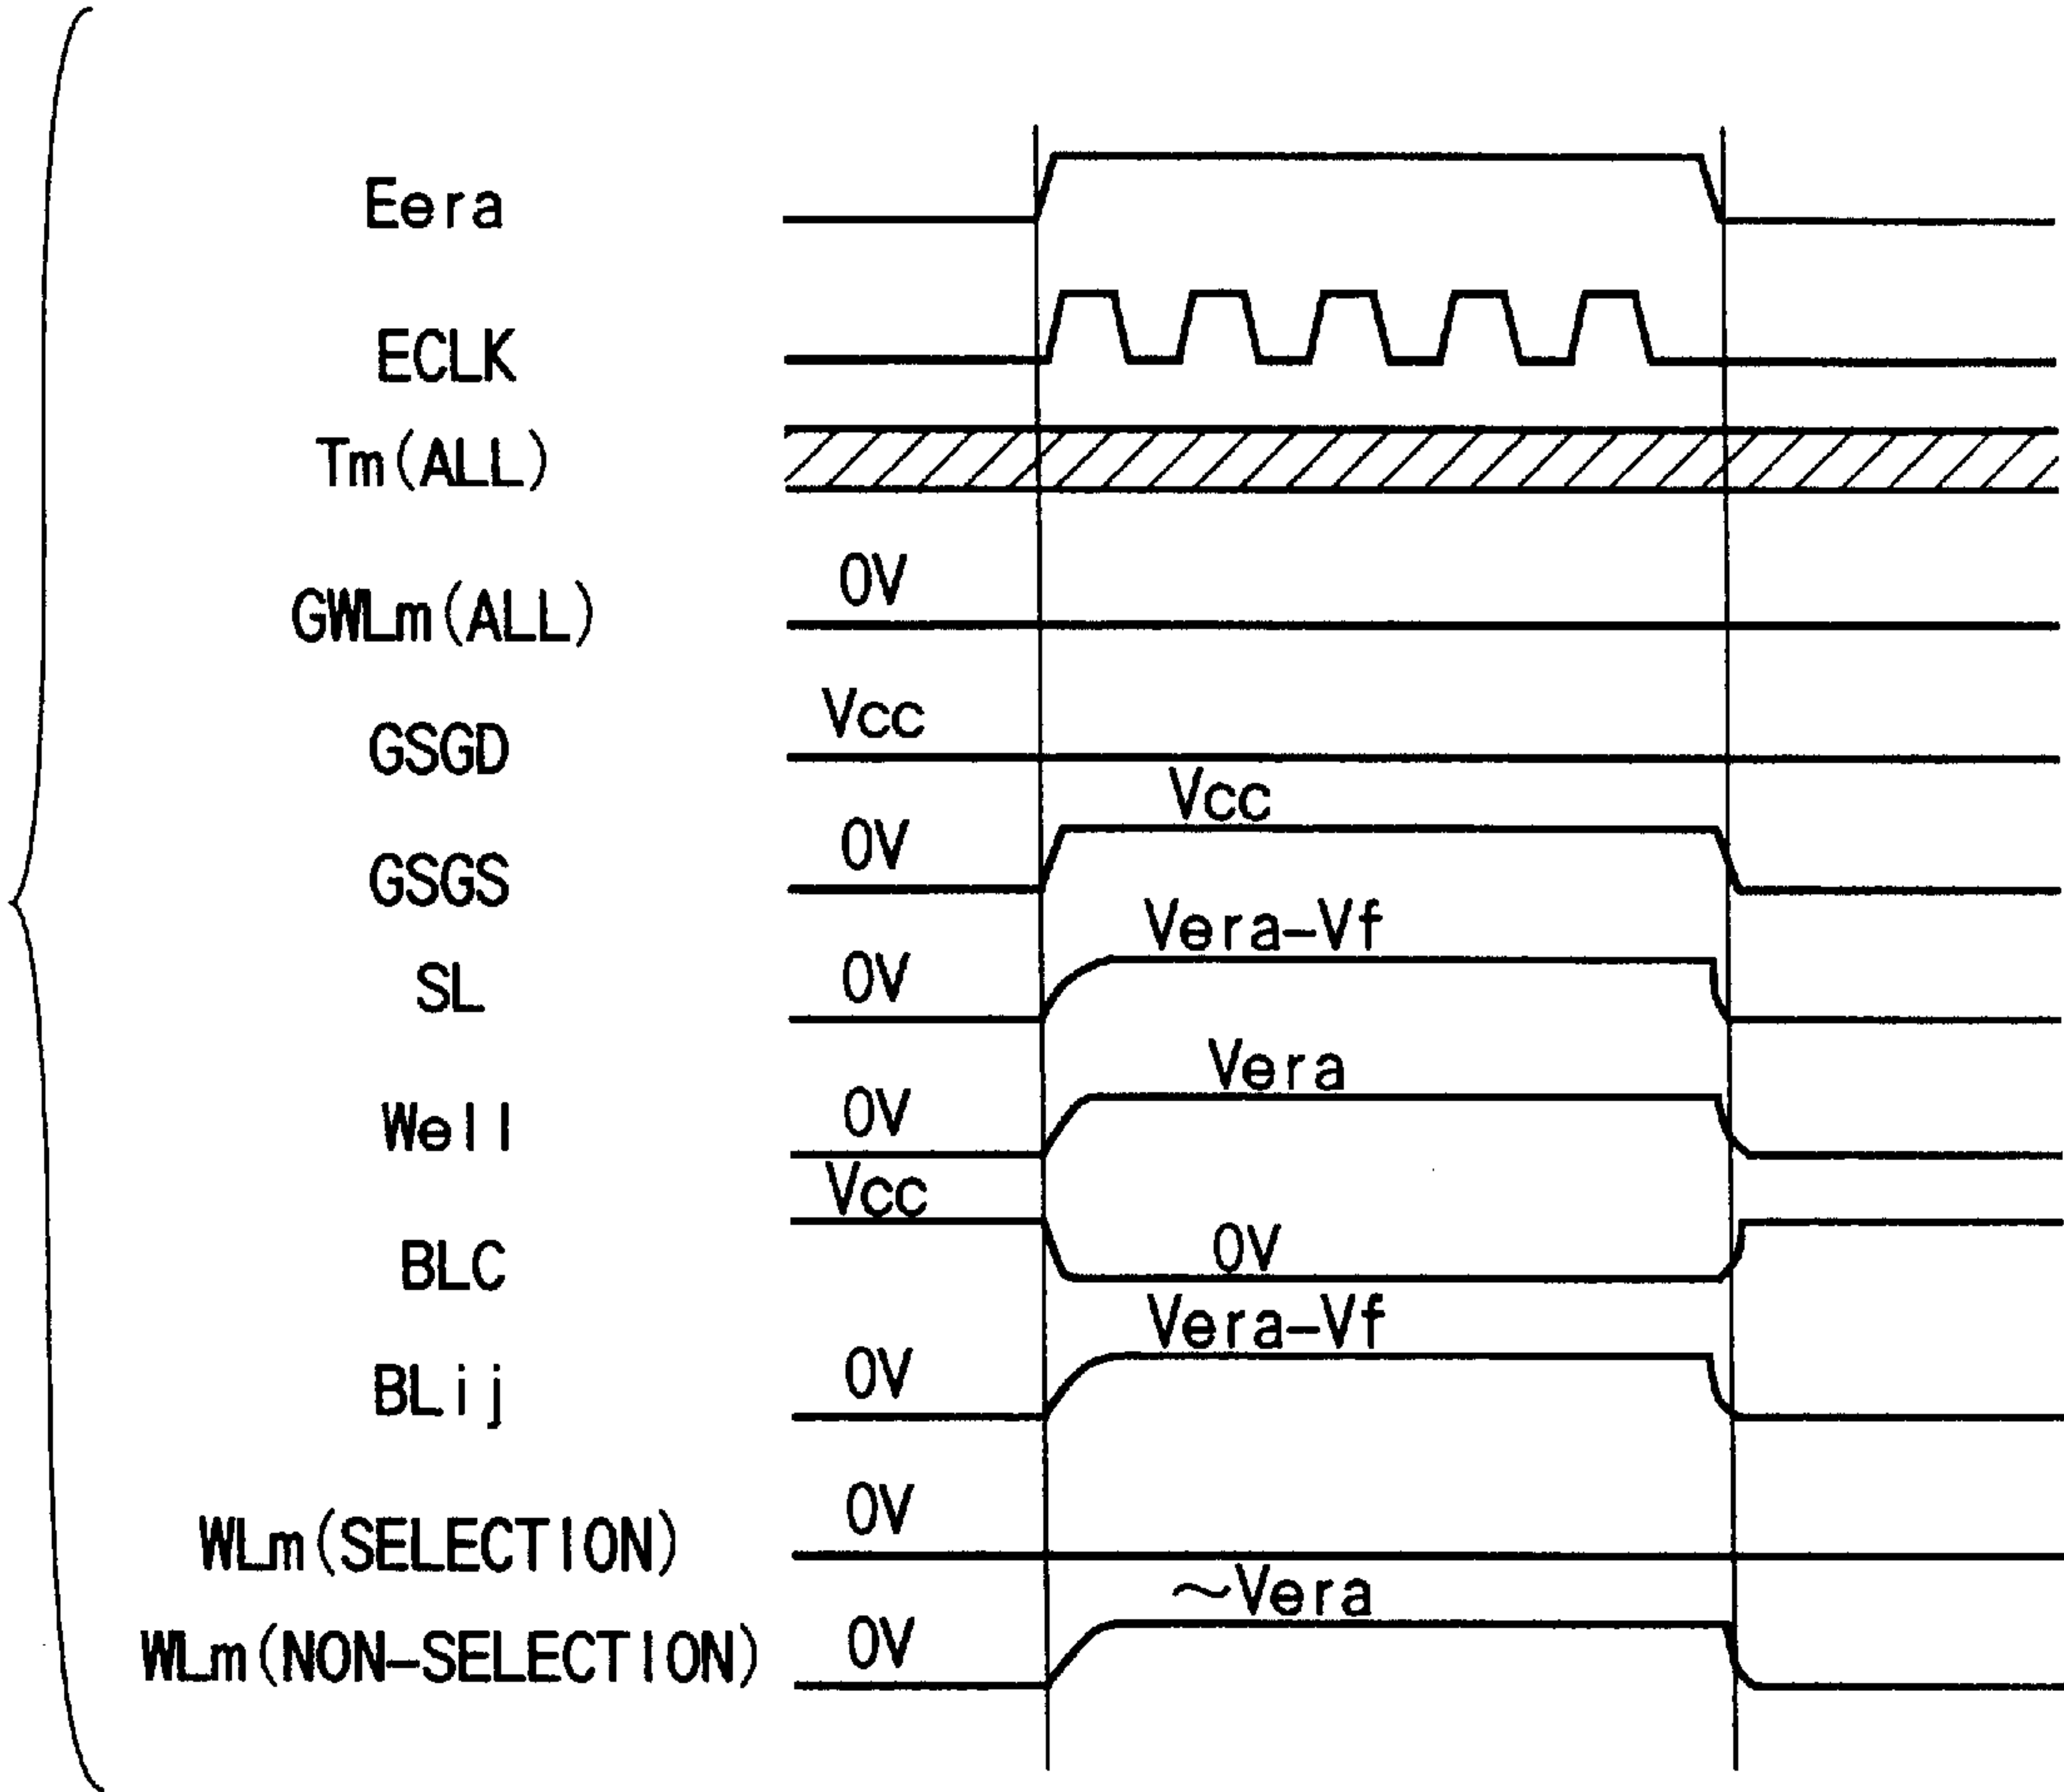 Eera
ECLK
Tm(ALL)
GWLm(ALL) 0V
GSGD Vcc
GSGS 0V Vcc
SL 0V Vera-Vf
Well 0V Vera
BLC Vcc 0V
BLij 0V Vera-Vf
WLm(SELECTION) 0V
WLm(NON-SELECTION) 0V ~Vera